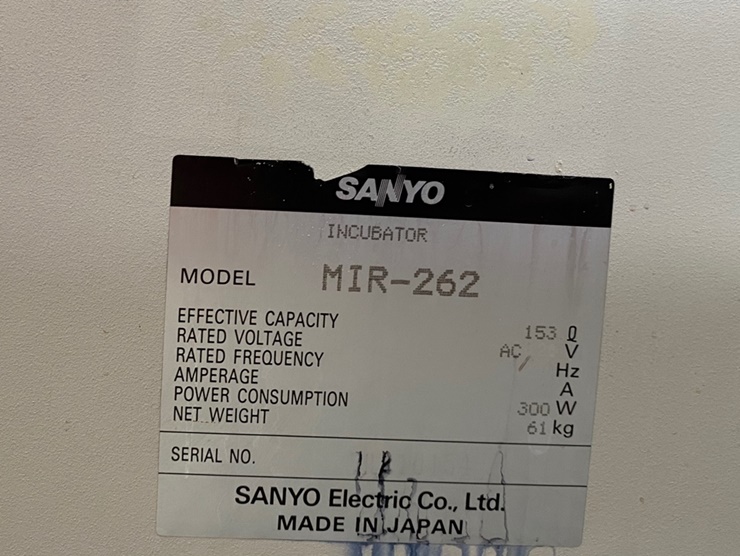 SANYO
INCUBATOR
MODEL MIR-262
EFFECTIVE CAPACITY 153 ℓ
RATED VOLTAGE AC V
RATED FREQUENCY Hz
AMPERAGE A
POWER CONSUMPTION 300 W
NET WEIGHT 61 kg
SERIAL NO.
SANYO Electric Co., Ltd.
MADE IN JAPAN